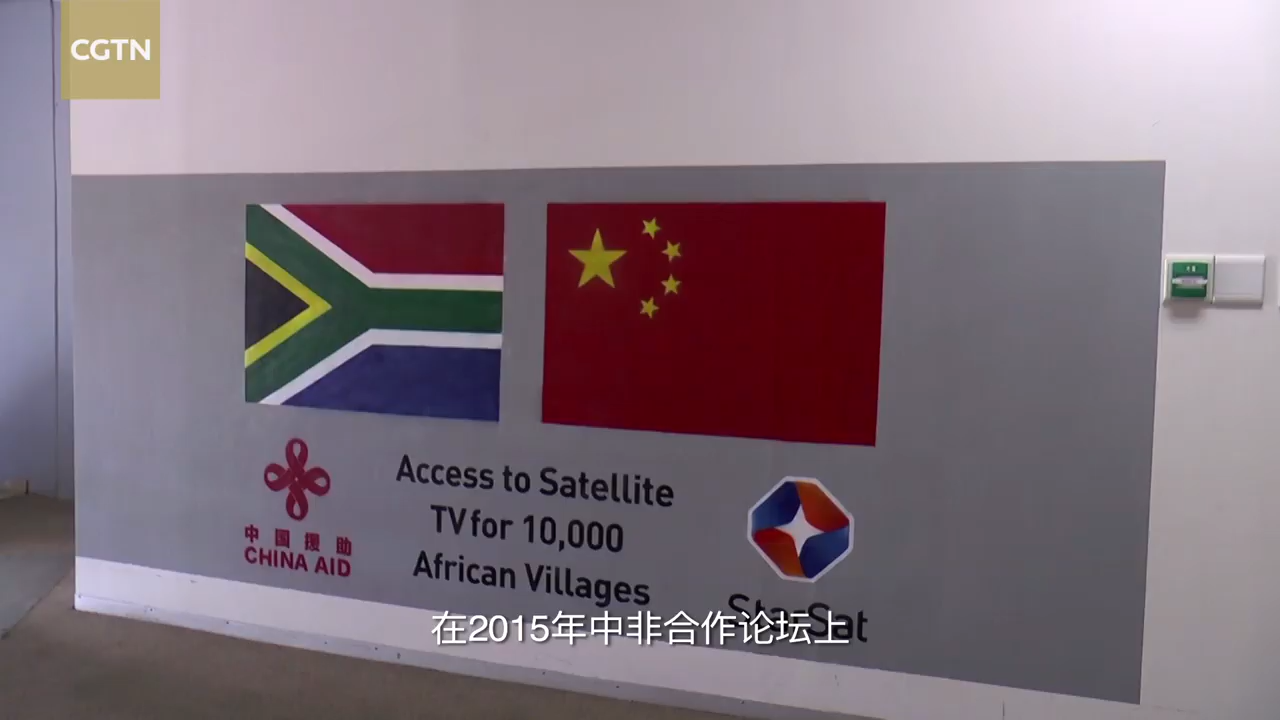 CGTN
Access to Satellite
TV for 10,000
African Villages
中国援助
CHINA AID
StarSat
在2015年中非合作论坛上